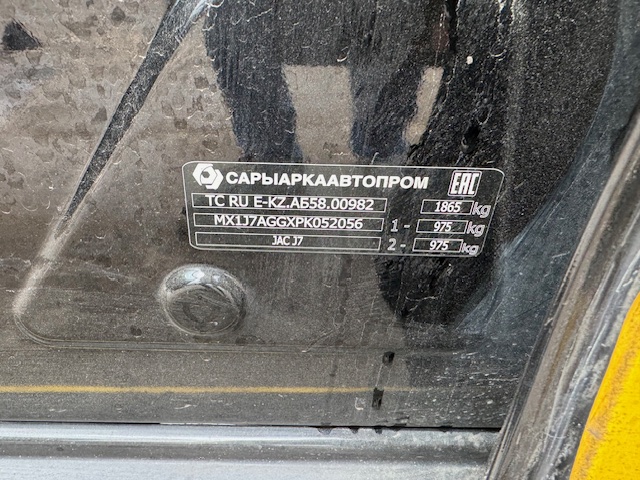 САРЫАРКААВТОПРОМ EAC
TC RU E-KZ.АБ58.00982 1865 kg
MX1J7AGGXPK052056 1 - 975 kg
JAC J7 2 - 975 kg